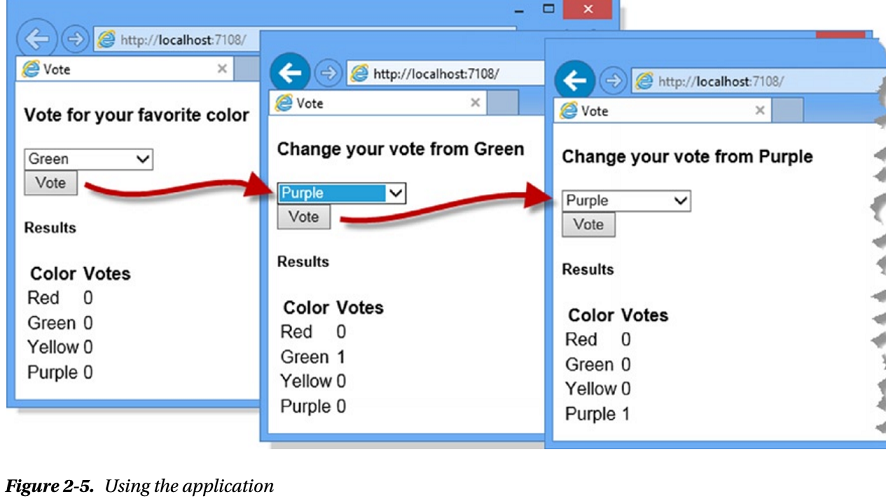 http://localhost:7108/
Vote
Vote for your favorite color
Green
Vote
Results
Color Votes
Red 0
Green 0
Yellow 0
Purple 0
http://localhost:7108/
Vote
Change your vote from Green
Purple
Vote
Results
Color Votes
Red 0
Green 1
Yellow 0
Purple 0
http://localhost:7108/
Vote
Change your vote from Purple
Purple
Vote
Results
Color Votes
Red 0
Green 0
Yellow 0
Purple 1
Figure 2-5. Using the application